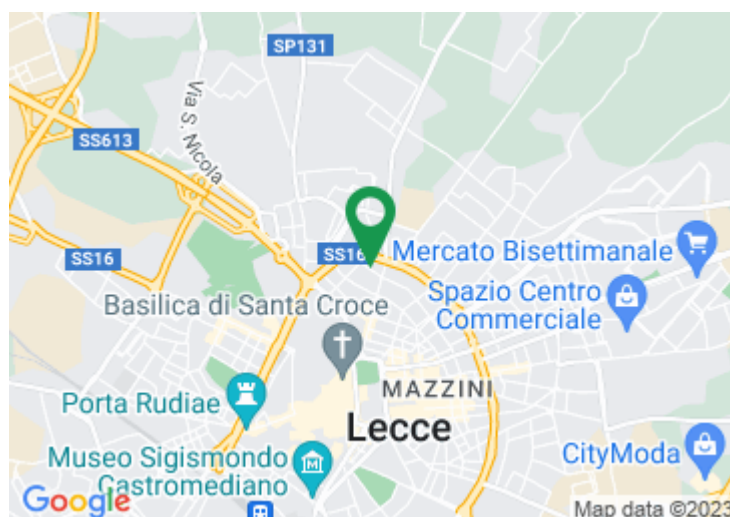 SP131
Via S. Nicola
SS613
SS16
SS16
Mercato Bisettimanale
Spazio Centro
Commerciale
Basilica di Santa Croce
MAZZINI
Porta Rudiae
Lecce
Museo Sigismondo
Castromediano
CityModa
Google
Map data ©2023